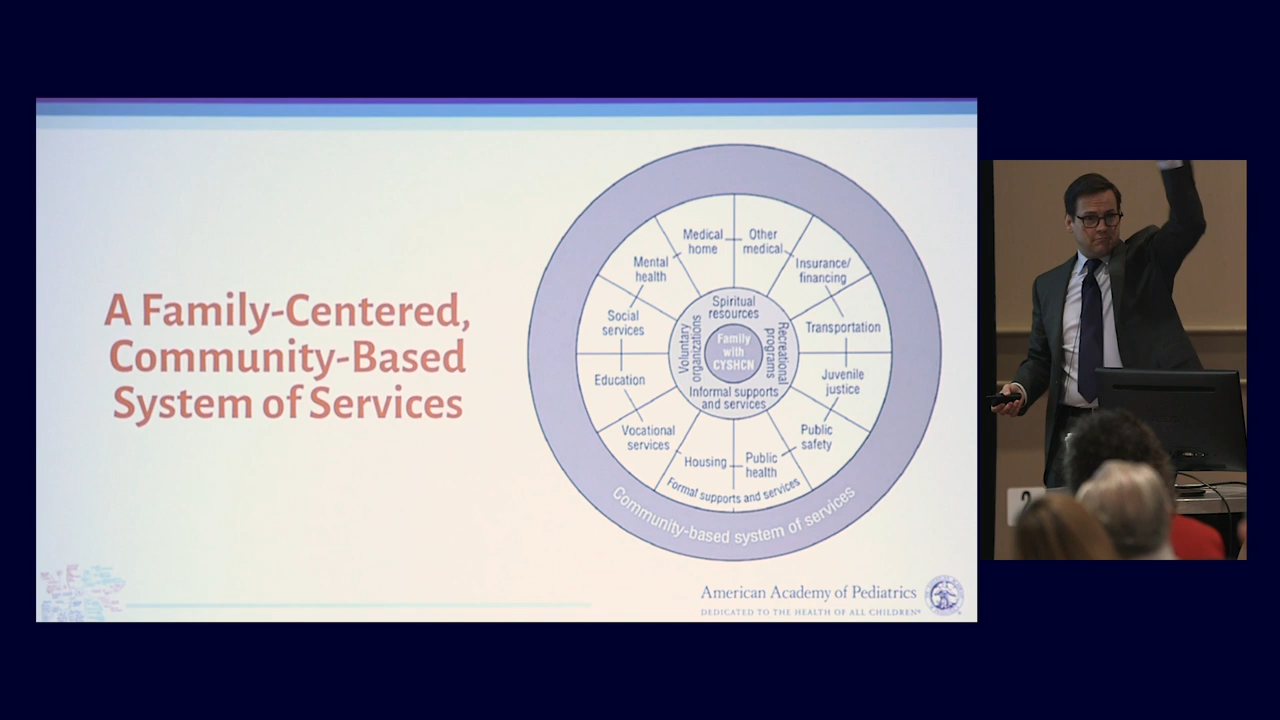 A Family-Centered,
Community-Based
System of Services
Medical
home
Other
medical
Insurance/
financing
Transportation
Juvenile
justice
Public
safety
Public
health
Housing
Vocational
services
Education
Social
services
Mental
health
Spiritual
resources
Recreational
programs
Informal supports
and services
Voluntary
organizations
Family
with
CYSHCN
Formal supports and services
Community-based system of services
American Academy of Pediatrics
DEDICATED TO THE HEALTH OF ALL CHILDREN®
2